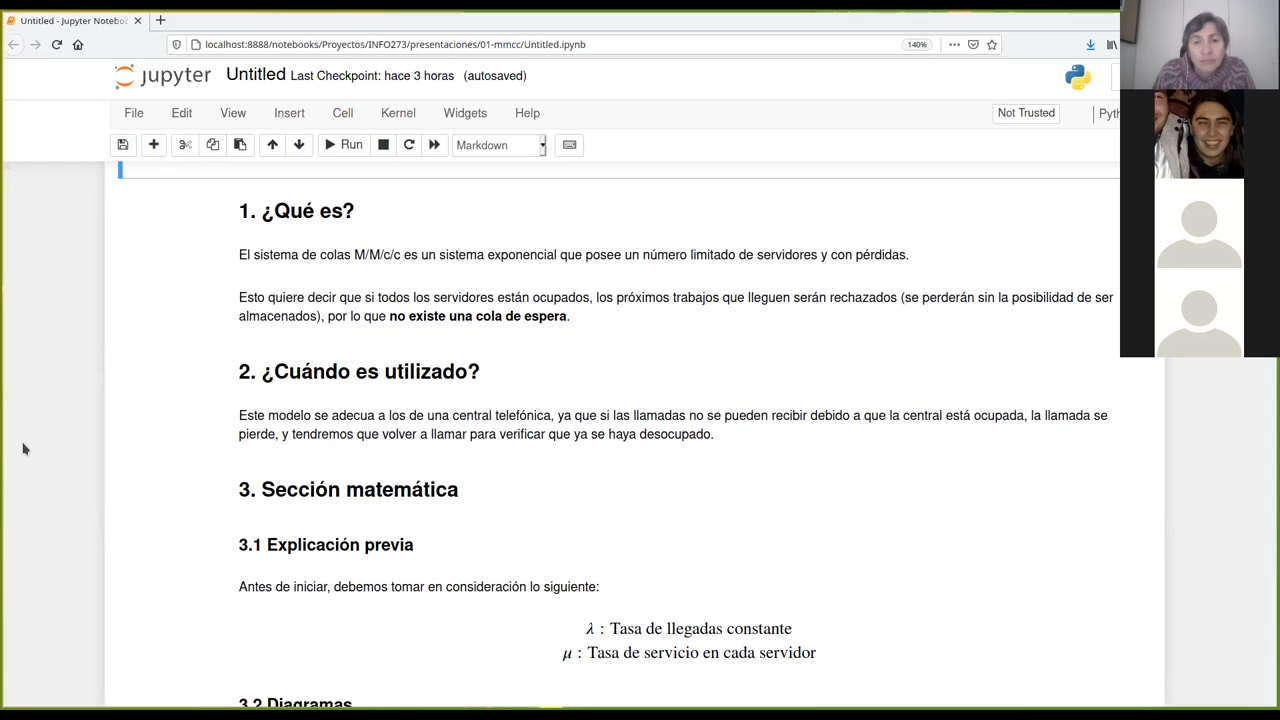 Untitled - Jupyter Notebo
localhost:8888/notebooks/Proyectos/INFO273/presentaciones/01-mmcc/Untitled.ipynb
140%
jupyter Untitled Last Checkpoint: hace 3 horas (autosaved)
File Edit View Insert Cell Kernel Widgets Help
Not Trusted
Pyth
Run
Markdown
1. ¿Qué es?
El sistema de colas M/M/c/c es un sistema exponencial que posee un número limitado de servidores y con pérdidas.
Esto quiere decir que si todos los servidores están ocupados, los próximos trabajos que lleguen serán rechazados (se perderán sin la posibilidad de ser
almacenados), por lo que no existe una cola de espera.
2. ¿Cuándo es utilizado?
Este modelo se adecua a los de una central telefónica, ya que si las llamadas no se pueden recibir debido a que la central está ocupada, la llamada se
pierde, y tendremos que volver a llamar para verificar que ya se haya desocupado.
3. Sección matemática
3.1 Explicación previa
Antes de iniciar, debemos tomar en consideración lo siguiente:
λ : Tasa de llegadas constante
μ : Tasa de servicio en cada servidor
3.2 Diagramas